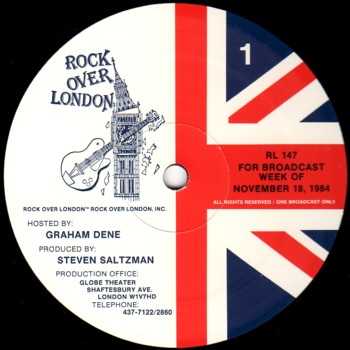 ROCK
OVER
LONDON
ROCK OVER LONDON™ ROCK OVER LONDON, INC.
HOSTED BY:
GRAHAM DENE
PRODUCED BY:
STEVEN SALTZMAN
PRODUCTION OFFICE:
GLOBE THEATER
SHAFTESBURY AVE.
LONDON W1V7HD
TELEPHONE:
437-7122/2860
1
RL 147
FOR BROADCAST
WEEK OF
NOVEMBER 18, 1984
ALL RIGHTS RESERVED / ONE BROADCAST ONLY